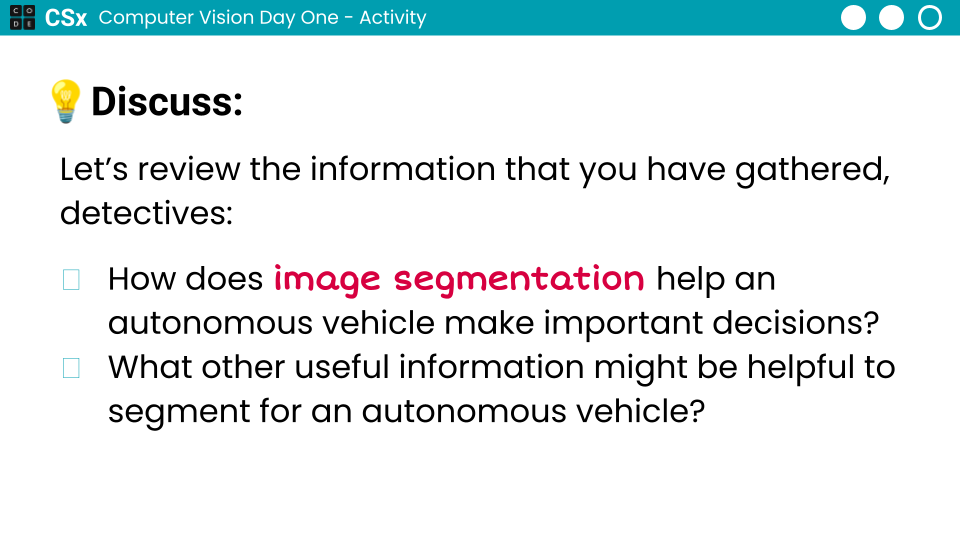 CODE CSx Computer Vision Day One - Activity
Discuss:
Let’s review the information that you have gathered,
detectives:
How does image segmentation help an
autonomous vehicle make important decisions?
What other useful information might be helpful to
segment for an autonomous vehicle?